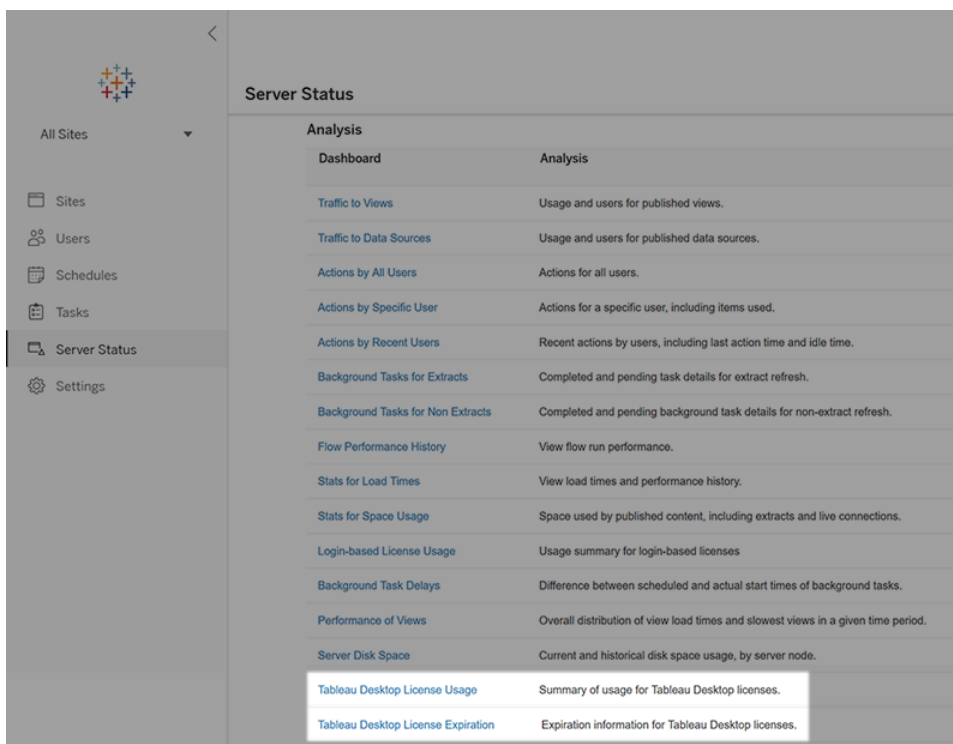 Server Status
All Sites
Analysis
Dashboard Analysis
Sites
Users
Schedules
Tasks
Server Status
Settings
Traffic to Views Usage and users for published views.
Traffic to Data Sources Usage and users for published data sources.
Actions by All Users Actions for all users.
Actions by Specific User Actions for a specific user, including items used.
Actions by Recent Users Recent actions by users, including last action time and idle time.
Background Tasks for Extracts Completed and pending task details for extract refresh.
Background Tasks for Non Extracts Completed and pending background task details for non-extract refresh.
Flow Performance History View flow run performance.
Stats for Load Times View load times and performance history.
Stats for Space Usage Space used by published content, including extracts and live connections.
Login-based License Usage Usage summary for login-based licenses
Background Task Delays Difference between scheduled and actual start times of background tasks.
Performance of Views Overall distribution of view load times and slowest views in a given time period.
Server Disk Space Current and historical disk space usage, by server node.
Tableau Desktop License Usage Summary of usage for Tableau Desktop licenses.
Tableau Desktop License Expiration Expiration information for Tableau Desktop licenses.